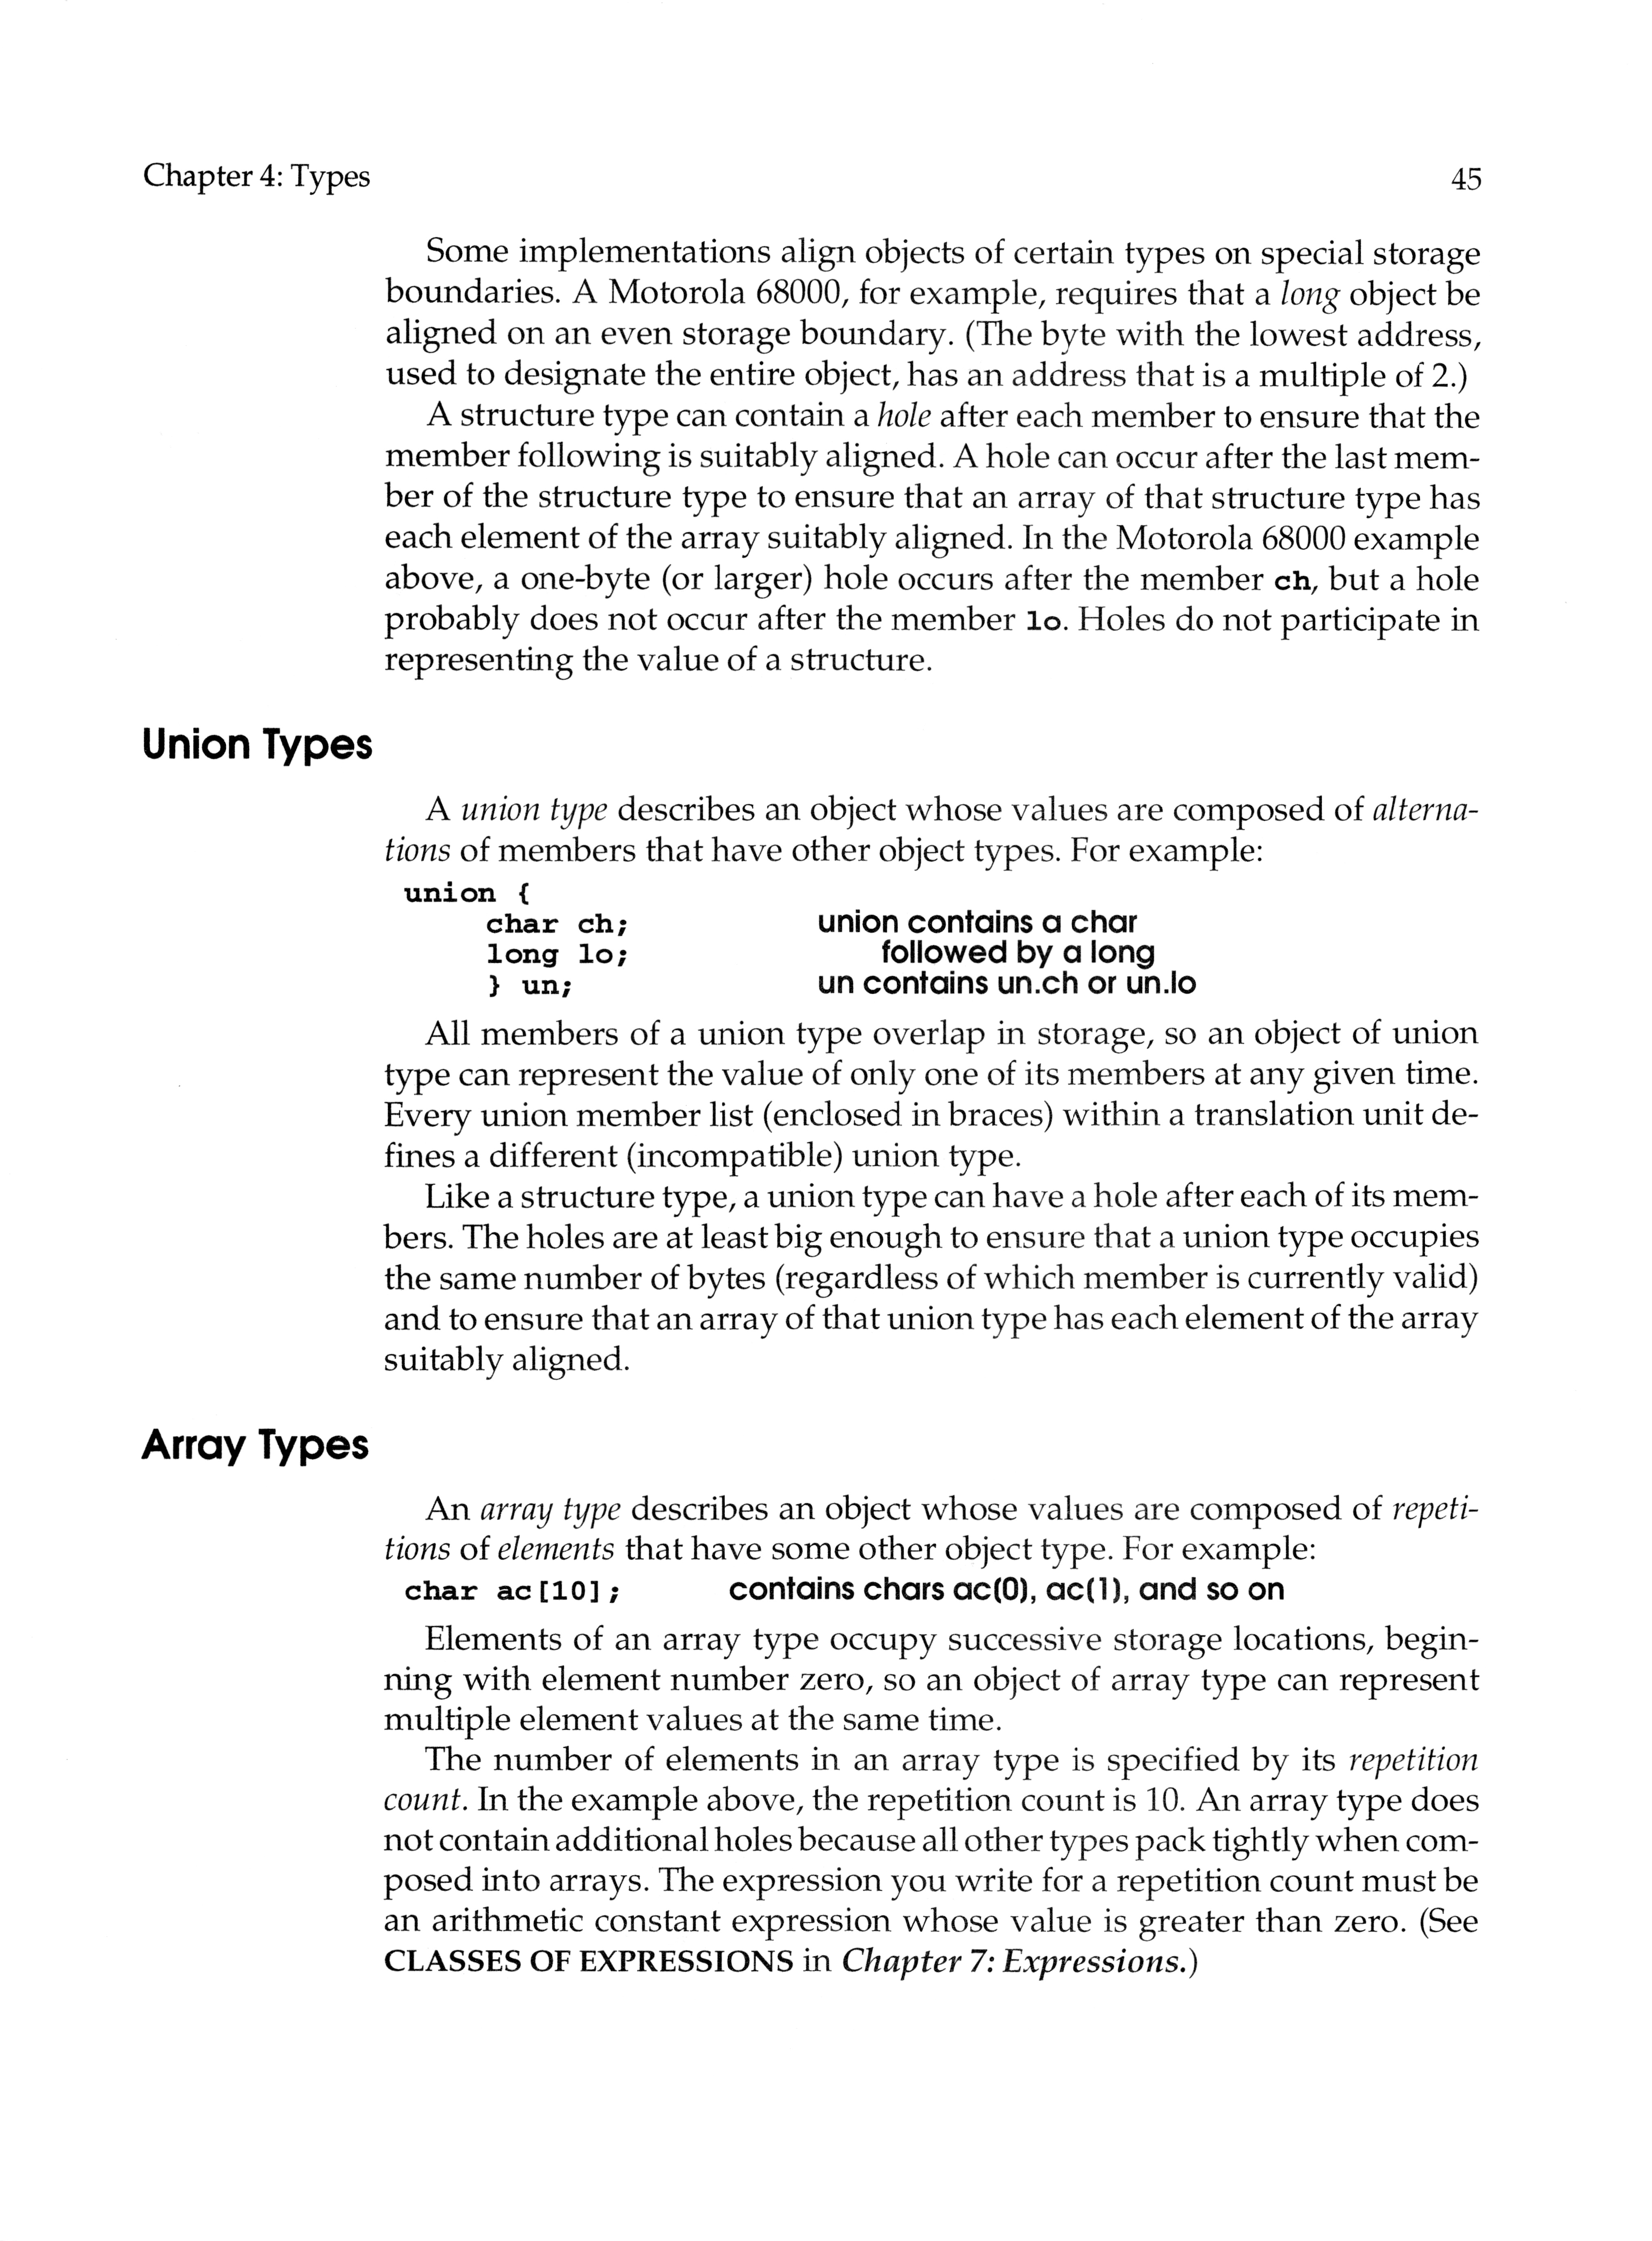 Chapter 4: Types 45
Some implementations align objects of certain types on special storage
boundaries. A Motorola 68000, for example, requires that a long object be
aligned on an even storage boundary. (The byte with the lowest address,
used to designate the entire object, has an address that is a multiple of 2.)
A structure type can contain a hole after each member to ensure that the
member following is suitably aligned. A hole can occur after the last mem-
ber of the structure type to ensure that an array of that structure type has
each element of the array suitably aligned. In the Motorola 68000 example
above, a one-byte (or larger) hole occurs after the member ch, but a hole
probably does not occur after the member lo. Holes do not participate in
representing the value of a structure.
Union Types
A union type describes an object whose values are composed of alterna-
tions of members that have other object types. For example:
union {
char ch; union contains a char
long lo; followed by a long
} un; un contains un.ch or un.lo
All members of a union type overlap in storage, so an object of union
type can represent the value of only one of its members at any given time.
Every union member list (enclosed in braces) within a translation unit de-
fines a different (incompatible) union type.
Like a structure type, a union type can have a hole after each of its mem-
bers. The holes are at least big enough to ensure that a union type occupies
the same number of bytes (regardless of which member is currently valid)
and to ensure that an array of that union type has each element of the array
suitably aligned.
Array Types
An array type describes an object whose values are composed of repeti-
tions of elements that have some other object type. For example:
char ac[10]; contains chars ac(0), ac(1), and so on
Elements of an array type occupy successive storage locations, begin-
ning with element number zero, so an object of array type can represent
multiple element values at the same time.
The number of elements in an array type is specified by its repetition
count. In the example above, the repetition count is 10. An array type does
not contain additional holes because all other types pack tightly when com-
posed into arrays. The expression you write for a repetition count must be
an arithmetic constant expression whose value is greater than zero. (See
CLASSES OF EXPRESSIONS in Chapter 7: Expressions.)